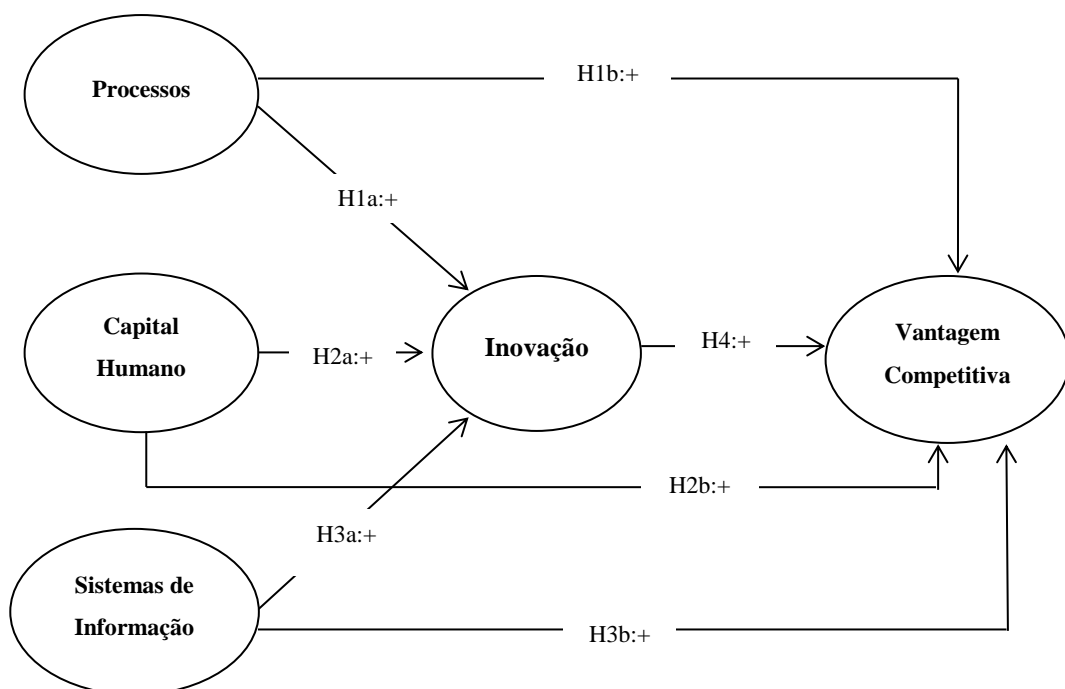 Processos
H1b:+
H1a:+
Capital
Humano
H2a:+
Inovação
H4:+
Vantagem
Competitiva
H2b:+
H3a:+
Sistemas de
Informação
H3b:+